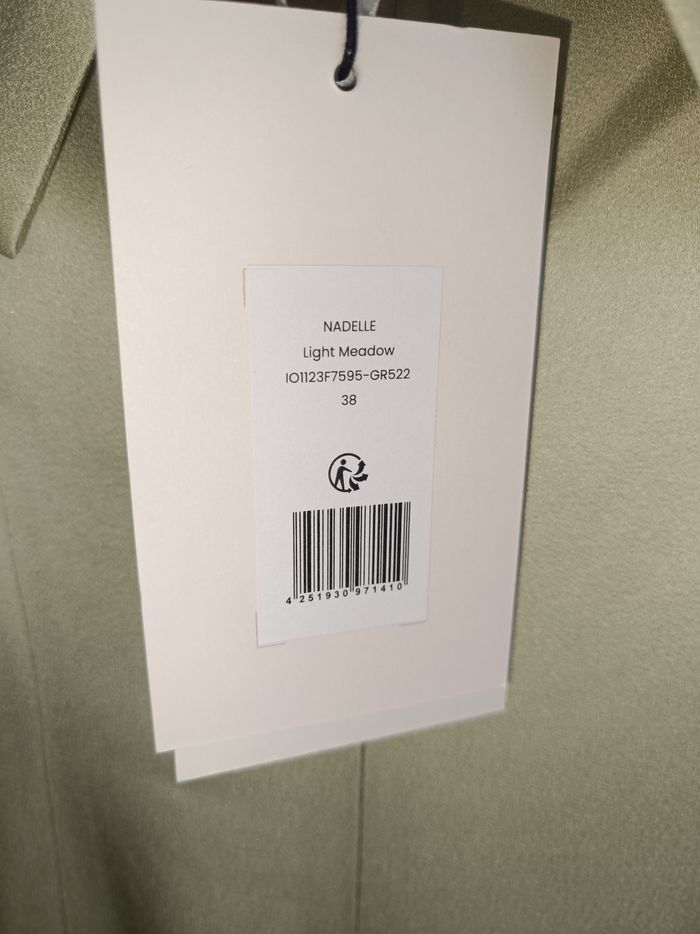 NADELLE
Light Meadow
IO1123F7595-GR522
38
4 251930 971410